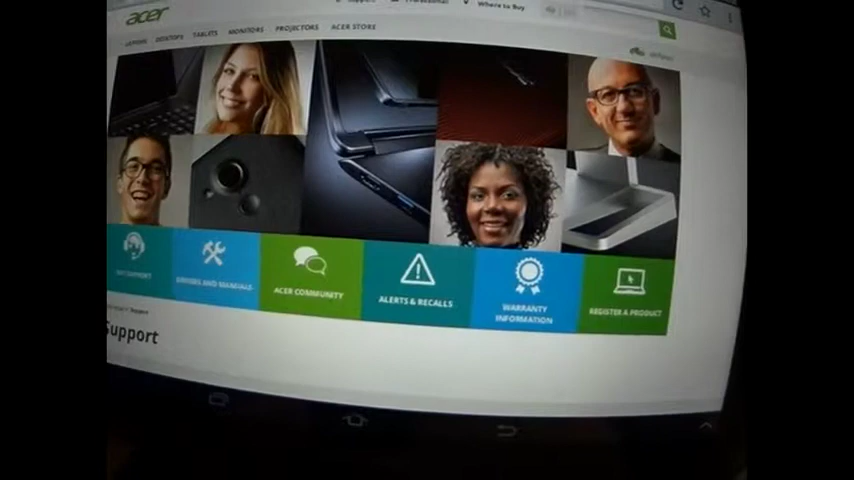 acer
Where to Buy
DESKTOPS TABLETS MONITORS PROJECTORS ACER STORE
DRIVERS AND MANUALS
ACER COMMUNITY
ALERTS & RECALLS
WARRANTY
INFORMATION
REGISTER A PRODUCT
Support